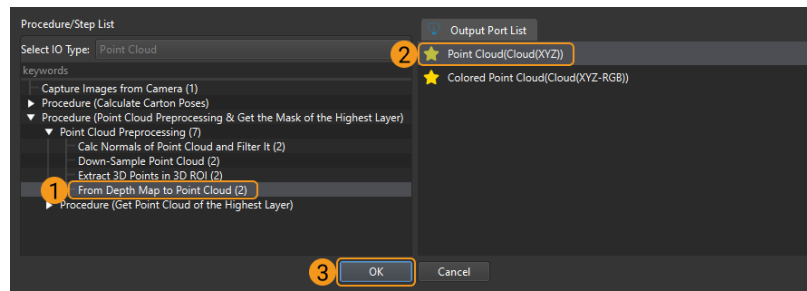 Procedure/Step List
Select IO Type: Point Cloud
keywords
Capture Images from Camera (1)
Procedure (Calculate Carton Poses)
Procedure (Point Cloud Preprocessing & Get the Mask of the Highest Layer)
Point Cloud Preprocessing (7)
Calc Normals of Point Cloud and Filter It (2)
Down-Sample Point Cloud (2)
Extract 3D Points in 3D ROI (2)
1 From Depth Map to Point Cloud (2)
Procedure (Get Point Cloud of the Highest Layer)
Output Port List
2 Point Cloud(Cloud(XYZ))
Colored Point Cloud(Cloud(XYZ-RGB))
3 OK
Cancel